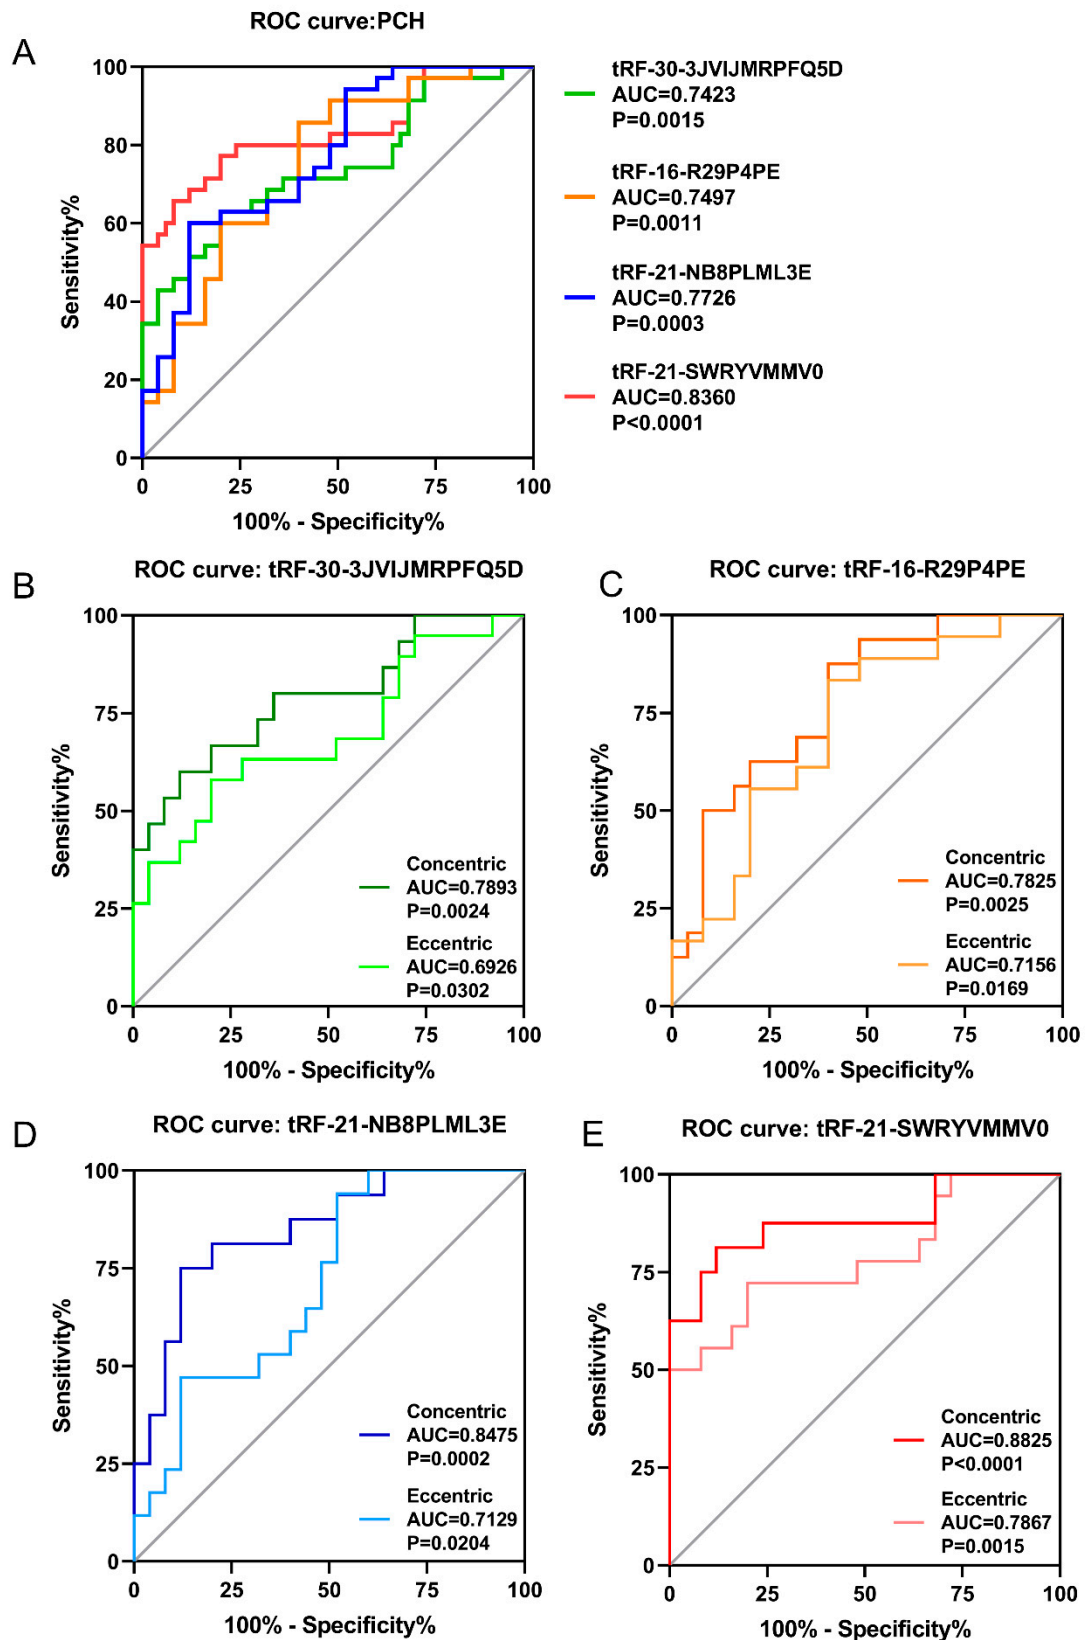 A
ROC curve:PCH
Sensitivity%
100
80
60
40
20
0
0 25 50 75 100
100% - Specificity%
tRF-30-3JVIJMRPFQ5D
AUC=0.7423
P=0.0015
tRF-16-R29P4PE
AUC=0.7497
P=0.0011
tRF-21-NB8PLML3E
AUC=0.7726
P=0.0003
tRF-21-SWRYVMMV0
AUC=0.8360
P<0.0001
B
ROC curve: tRF-30-3JVIJMRPFQ5D
Sensitivity%
100
75
50
25
0
0 25 50 75 100
100% - Specificity%
Concentric
AUC=0.7893
P=0.0024
Eccentric
AUC=0.6926
P=0.0302
C
ROC curve: tRF-16-R29P4PE
Sensitivity%
100
75
50
25
0
0 25 50 75 100
100% - Specificity%
Concentric
AUC=0.7825
P=0.0025
Eccentric
AUC=0.7156
P=0.0169
D
ROC curve: tRF-21-NB8PLML3E
Sensitivity%
100
75
50
25
0
0 25 50 75 100
100% - Specificity%
Concentric
AUC=0.8475
P=0.0002
Eccentric
AUC=0.7129
P=0.0204
E
ROC curve: tRF-21-SWRYVMMV0
Sensitivity%
100
75
50
25
0
0 25 50 75 100
100% - Specificity%
Concentric
AUC=0.8825
P<0.0001
Eccentric
AUC=0.7867
P=0.0015